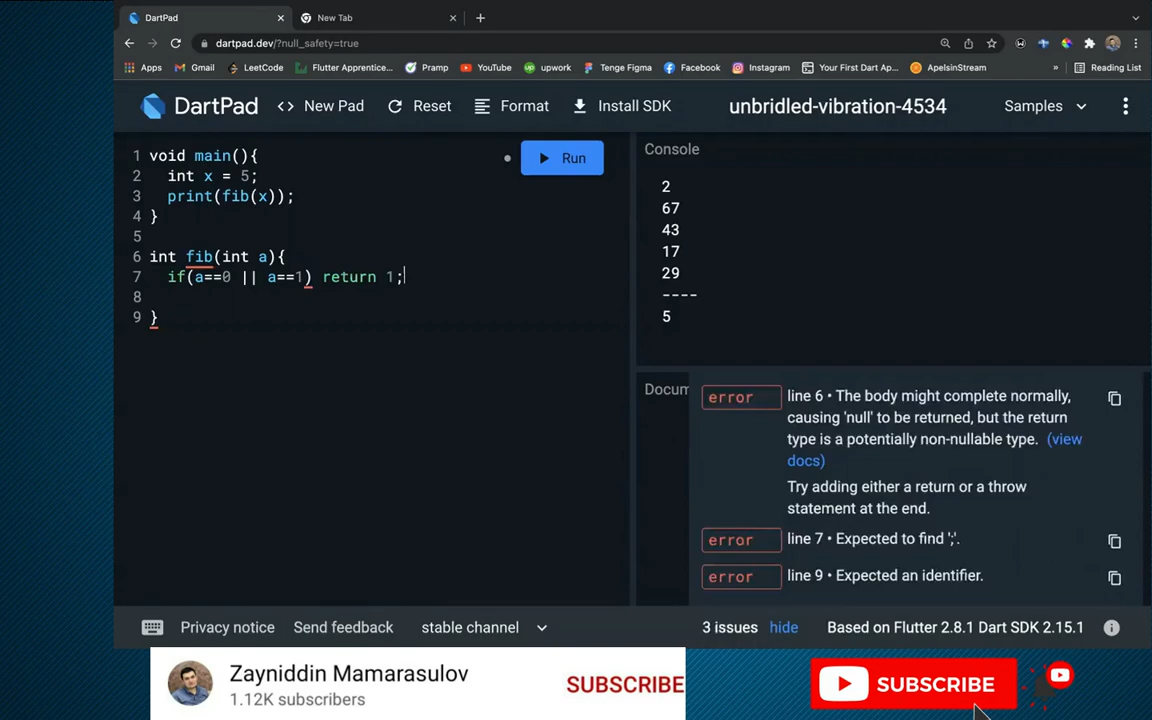 DartPad
New Tab
dartpad.dev/?null_safety=true
Apps
Gmail
LeetCode
Flutter Apprentice...
Pramp
YouTube
upwork
Tenge Figma
Facebook
Instagram
Your First Dart Ap...
ApelsinStream
»
Reading List
DartPad
<> New Pad
Reset
Format
Install SDK
unbridled-vibration-4534
Samples
Run
1 void main(){
2 int x = 5;
3 print(fib(x));
4 }
5
6 int fib(int a){
7 if(a==0 || a==1) return 1;
8
9 }
Console
2
67
43
17
29
----
5
Docum
error line 6 • The body might complete normally,
causing 'null' to be returned, but the return
type is a potentially non-nullable type. (view
docs)
Try adding either a return or a throw
statement at the end.
error line 7 • Expected to find ';'.
error line 9 • Expected an identifier.
Privacy notice
Send feedback
stable channel
3 issues hide
Based on Flutter 2.8.1 Dart SDK 2.15.1
Zayniddin Mamarasulov
1.12K subscribers
SUBSCRIBE
SUBSCRIBE